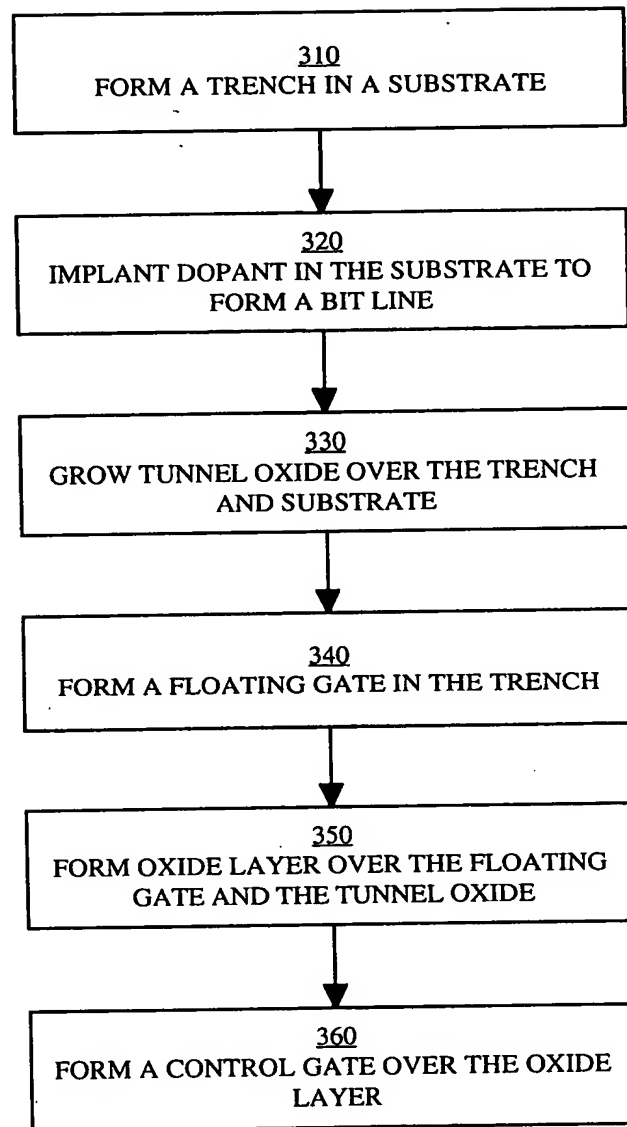 310
FORM A TRENCH IN A SUBSTRATE
320
IMPLANT DOPANT IN THE SUBSTRATE TO
FORM A BIT LINE
330
GROW TUNNEL OXIDE OVER THE TRENCH
AND SUBSTRATE
340
FORM A FLOATING GATE IN THE TRENCH
350
FORM OXIDE LAYER OVER THE FLOATING
GATE AND THE TUNNEL OXIDE
360
FORM A CONTROL GATE OVER THE OXIDE
LAYER